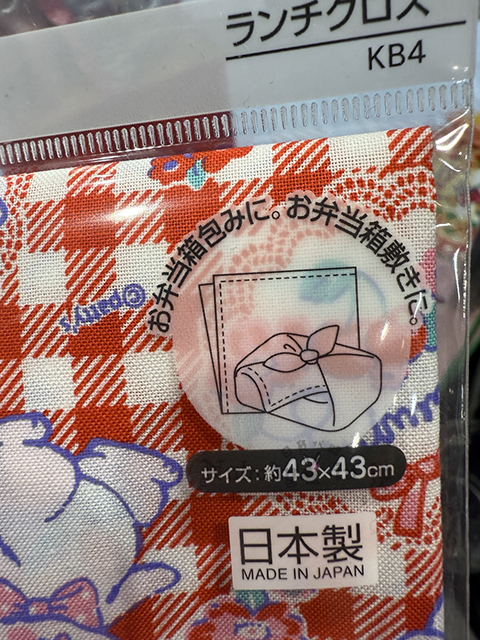 ランチクロス
KB4
お弁当箱包みに。お弁当箱敷きに。
サイズ：約43×43cm
日本製
MADE IN JAPAN